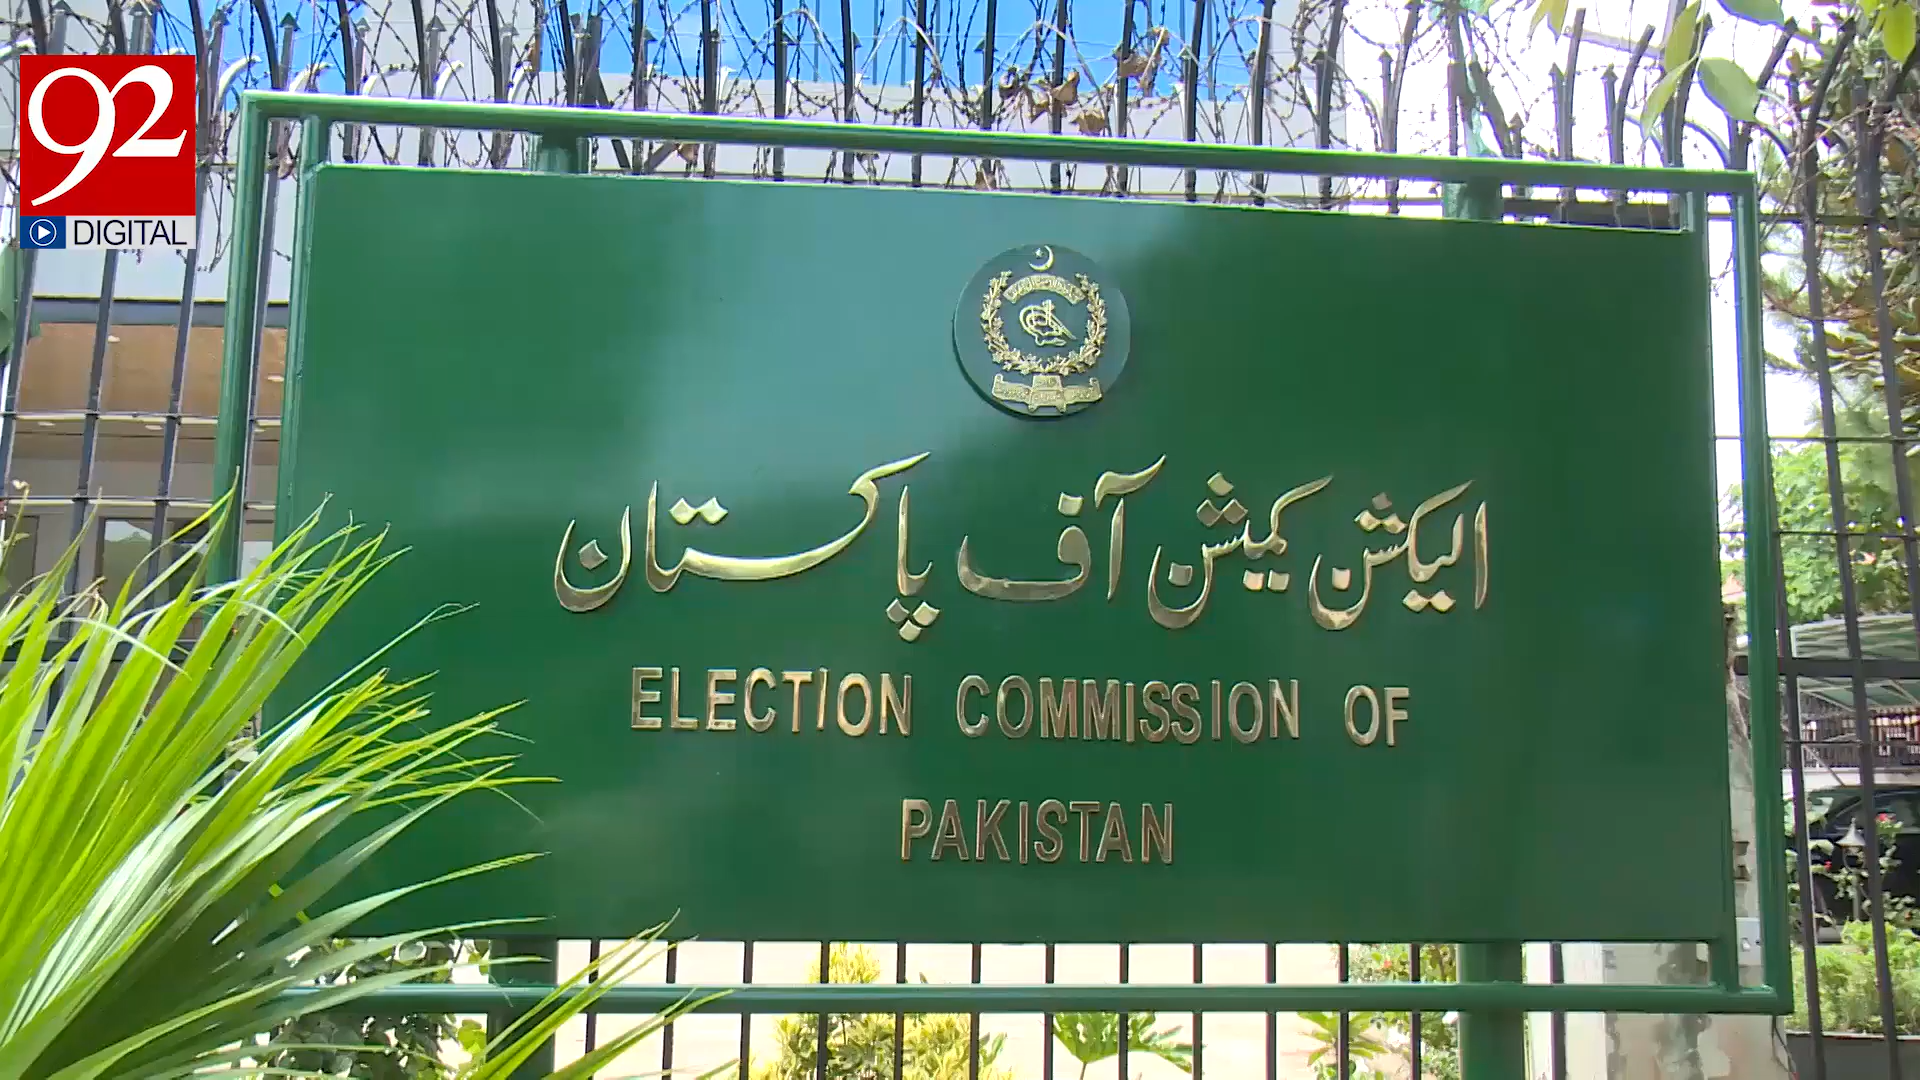 92
DIGITAL
الیکشن کمیشن آف پاکستان
ELECTION COMMISSION OF
PAKISTAN